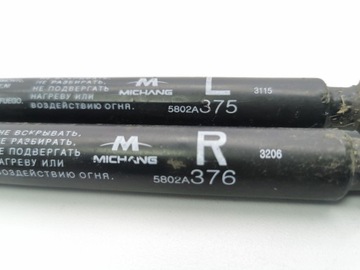 НЕ РАЗБИРАТЬ.
НЕ ПОДВЕРГАТЬ
НАГРЕВУ ИЛИ
ВОЗДЕЙСТВИЮ ОГНЯ.
MICHANG
L
3115
5802A375
НЕ ВСКРЫВАТЬ.
НЕ РАЗБИРАТЬ.
НЕ ПОДВЕРГАТЬ
НАГРЕВУ ИЛИ
ВОЗДЕЙСТВИЮ ОГНЯ.
MICHANG
R
3206
5802A376